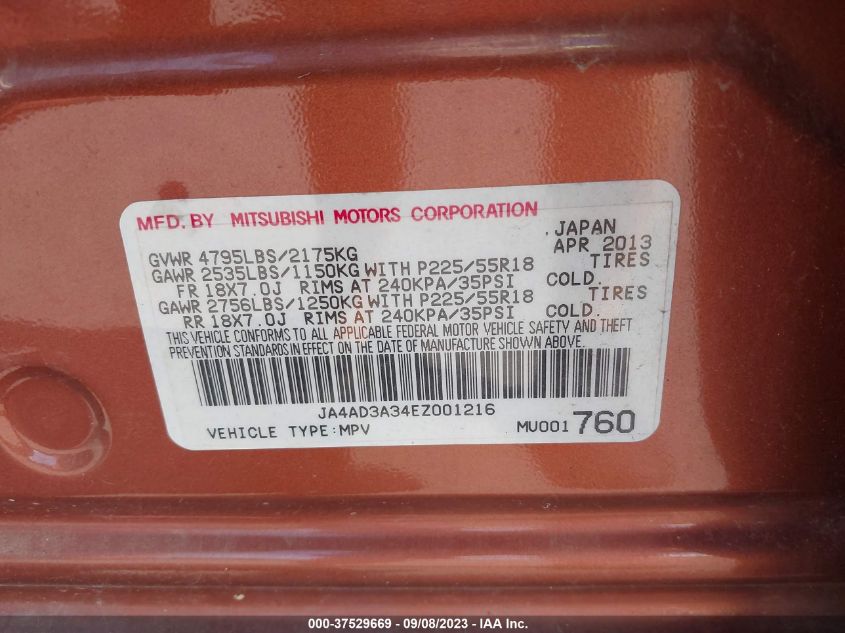 MFD. BY MITSUBISHI MOTORS CORPORATION
.JAPAN
GVWR 4795LBS/2175KG APR 2013
GAWR 2535LBS/1150KG WITH P225/55R18 TIRES
FR 18X7.0J RIMS AT 240KPA/35PSI COLD.
GAWR 2756LBS/1250KG WITH P225/55R18 TIRES
RR 18X7.0J RIMS AT 240KPA/35PSI COLD.
THIS VEHICLE CONFORMS TO ALL APPLICABLE FEDERAL MOTOR VEHICLE SAFETY AND THEFT
PREVENTION STANDARDS IN EFFECT ON THE DATE OF MANUFACTURE SHOWN ABOVE.
JA4AD3A34EZ001216
VEHICLE TYPE:MPV MU001760
000-37529669 - 09/08/2023 - IAA Inc.